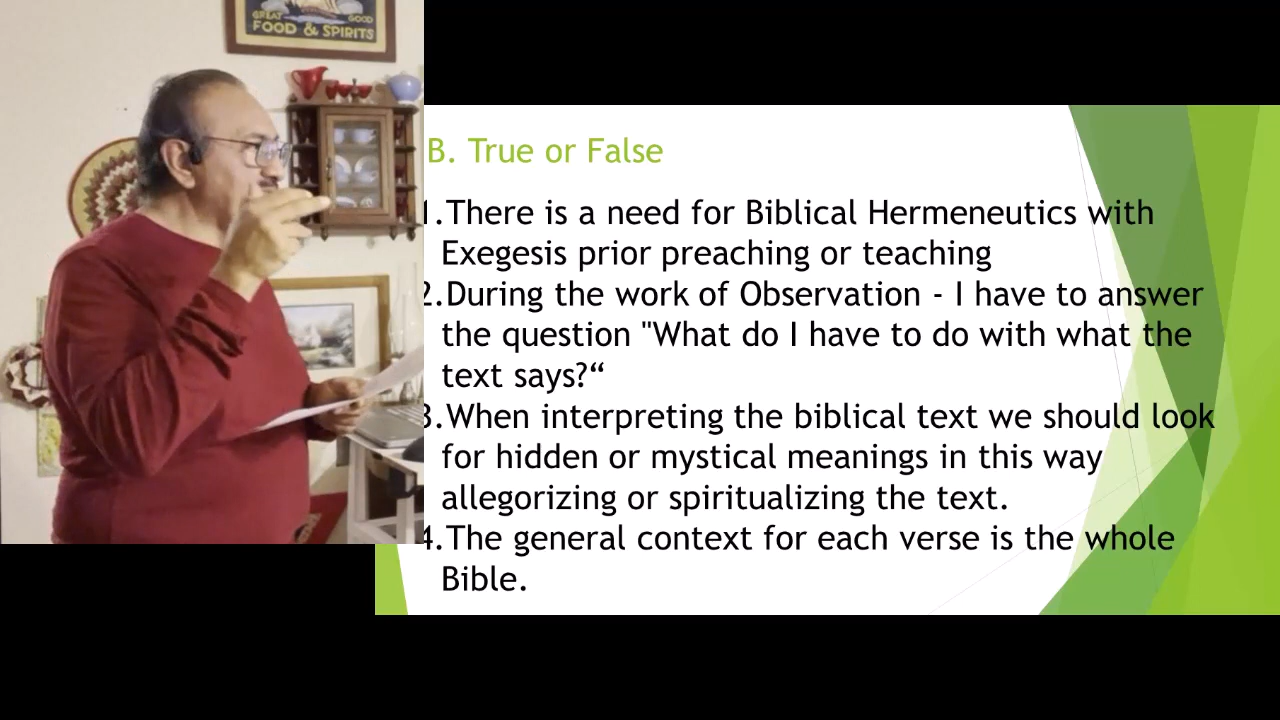 GREAT GOOD
FOOD & SPIRITS
B. True or False
1.There is a need for Biblical Hermeneutics with
Exegesis prior preaching or teaching
2.During the work of Observation - I have to answer
the question "What do I have to do with what the
text says?“
3.When interpreting the biblical text we should look
for hidden or mystical meanings in this way
allegorizing or spiritualizing the text.
4.The general context for each verse is the whole
Bible.